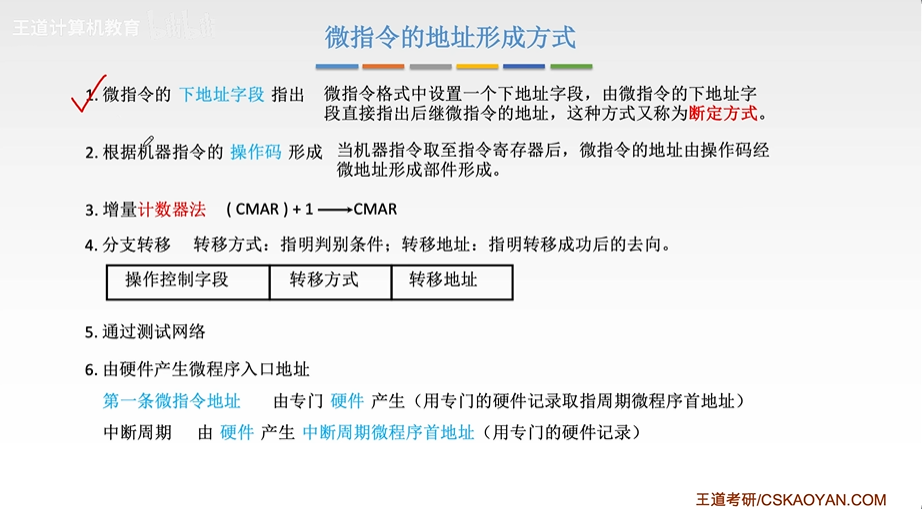 王道计算机教育
微指令的地址形成方式
1. 微指令的 下地址字段 指出 微指令格式中设置一个下地址字段，由微指令的下地址字
段直接指出后继微指令的地址，这种方式又称为断定方式。
2. 根据机器指令的 操作码 形成 当机器指令取至指令寄存器后，微指令的地址由操作码经
微地址形成部件形成。
3. 增量计数器法 ( CMAR ) + 1 → CMAR
4. 分支转移 转移方式：指明判别条件；转移地址：指明转移成功后的去向。
操作控制字段 转移方式 转移地址
5. 通过测试网络
6. 由硬件产生微程序入口地址
第一条微指令地址 由专门 硬件 产生（用专门的硬件记录取指周期微程序首地址）
中断周期 由 硬件 产生 中断周期微程序首地址（用专门的硬件记录）
王道考研/CSKAOYAN.COM